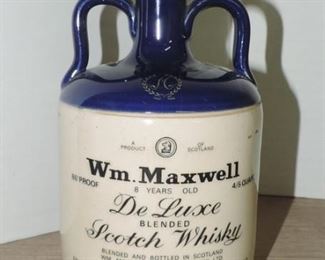 A PRODUCT OF SCOTLAND
Wm. Maxwell
86 PROOF 8 YEARS OLD 4/5 QUART
De Luxe
BLENDED
Scotch Whisky
BLENDED AND BOTTLED IN SCOTLAND